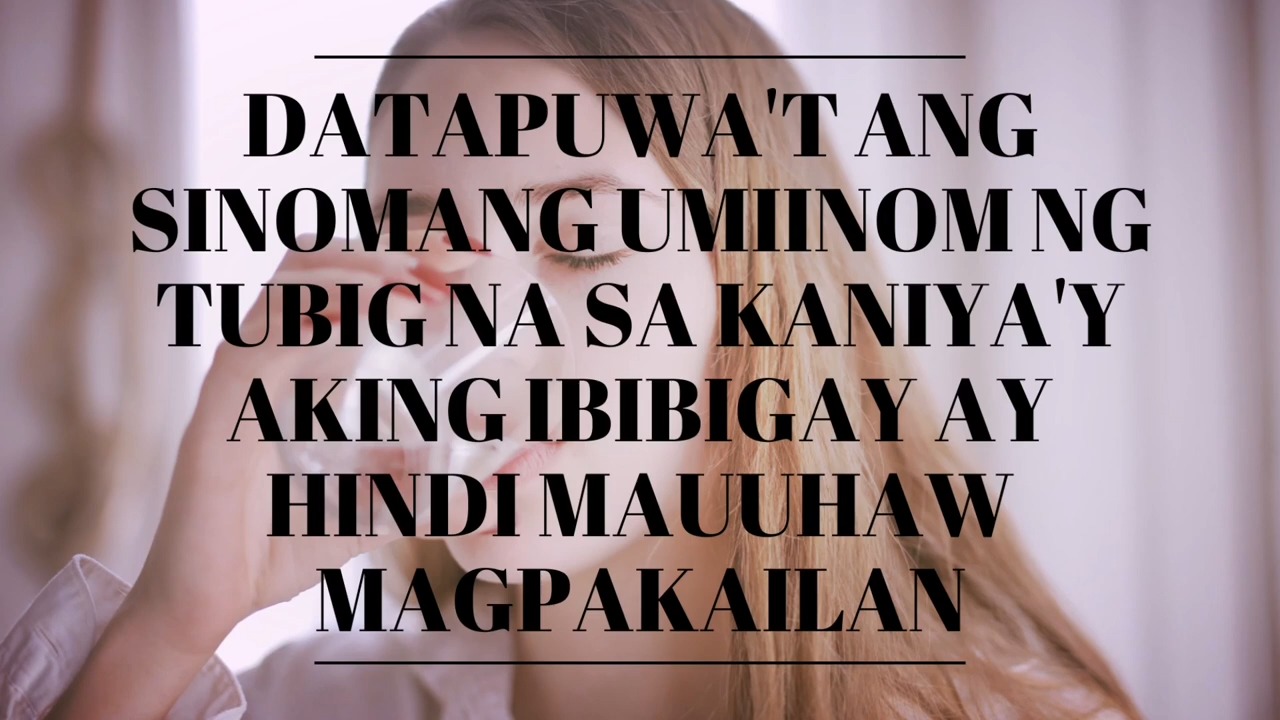 DATAPUWA'T ANG
SINOMANG UMIINOM NG
TUBIG NA SA KANIYA'Y
AKING IBIBIGAY AY
HINDI MAUUHAW
MAGPAKAILAN